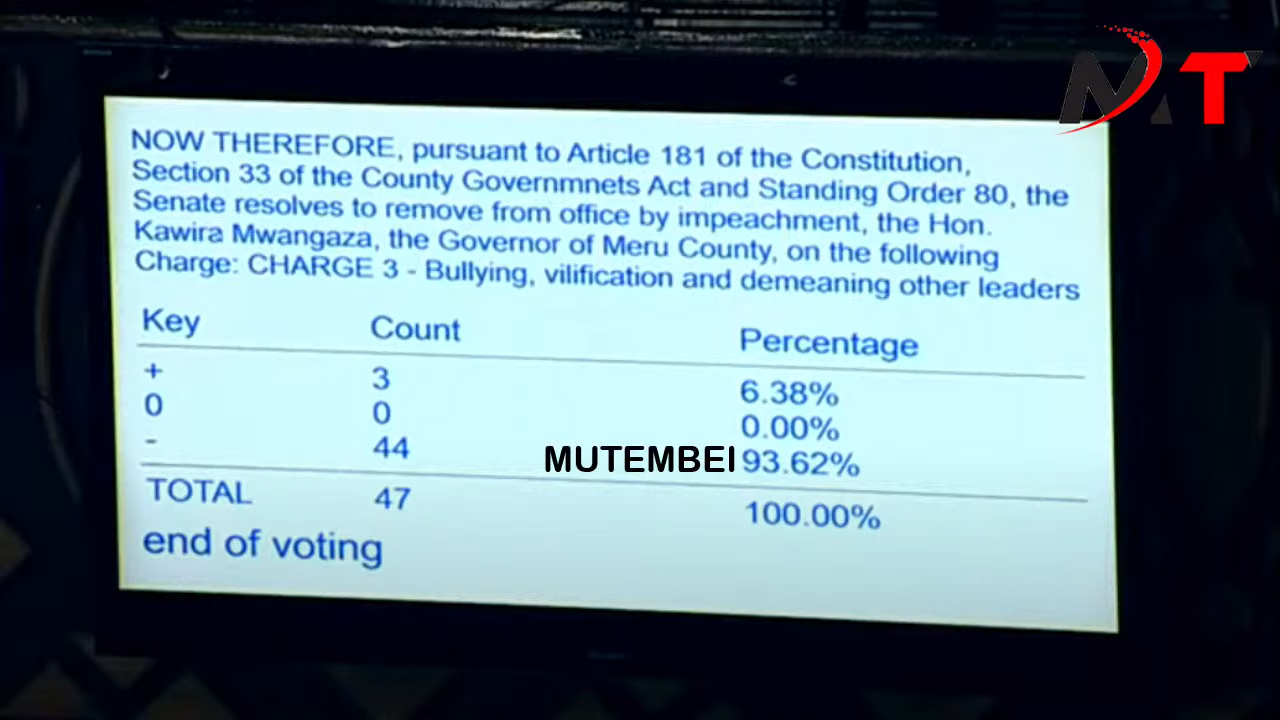 MT
NOW THEREFORE, pursuant to Article 181 of the Constitution,
Section 33 of the County Governmnets Act and Standing Order 80, the
Senate resolves to remove from office by impeachment, the Hon.
Kawira Mwangaza, the Governor of Meru County, on the following
Charge: CHARGE 3 - Bullying, vilification and demeaning other leaders
Key Count Percentage
+ 3 6.38%
0 0 0.00%
- 44 93.62%
MUTEMBEI
TOTAL 47 100.00%
end of voting